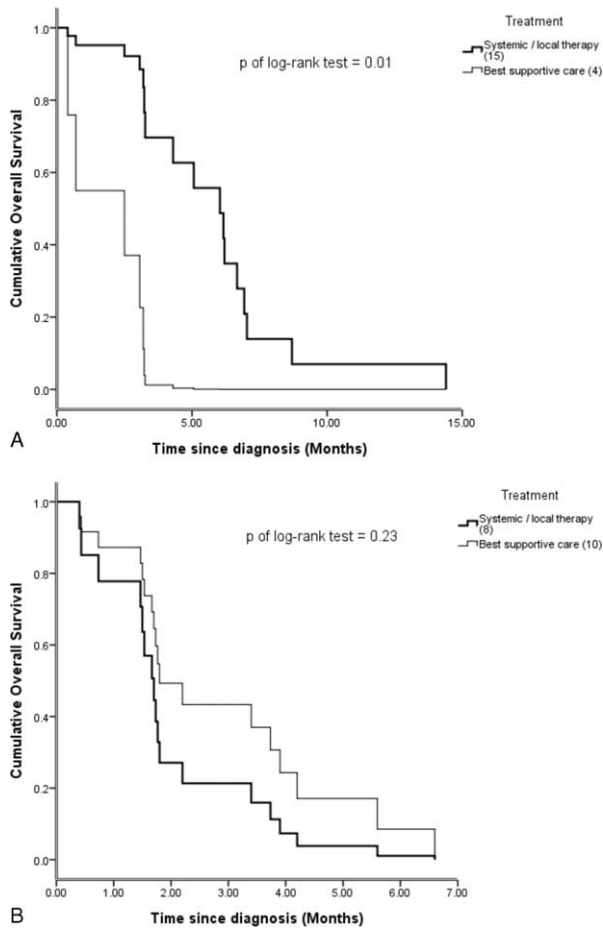 Treatment
Systemic / local therapy
(15)
Best supportive care (4)
p of log-rank test = 0.01
1.0
0.8
0.6
0.4
0.2
0.0
Cumulative Overall Survival
0.00
5.00
10.00
15.00
Time since diagnosis (Months)
A
Treatment
Systemic / local therapy
(8)
Best supportive care (10)
p of log-rank test = 0.23
1.0
0.8
0.6
0.4
0.2
0.0
Cumulative Overall Survival
0.00
1.00
2.00
3.00
4.00
5.00
6.00
7.00
Time since diagnosis (Months)
B